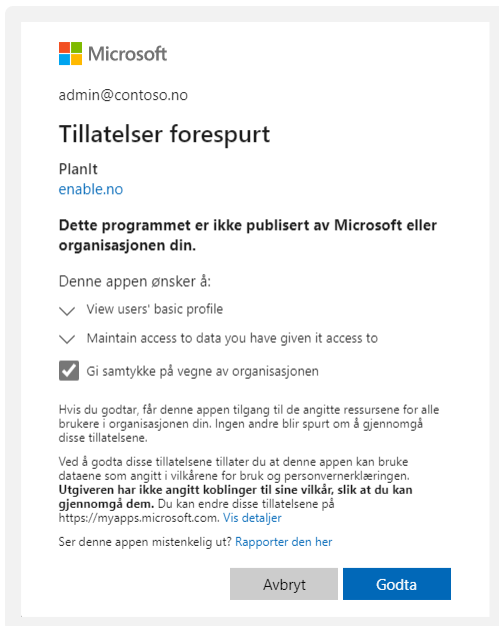 Microsoft
admin@contoso.no
Tillatelser forespurt
PlanIt
enable.no
Dette programmet er ikke publisert av Microsoft eller
organisasjonen din.
Denne appen ønsker å:
View users' basic profile
Maintain access to data you have given it access to
Gi samtykke på vegne av organisasjonen
Hvis du godtar, får denne appen tilgang til de angitte ressursene for alle
brukere i organisasjonen din. Ingen andre blir spurt om å gjennomgå
disse tillatelsene.
Ved å godta disse tillatelsene tillater du at denne appen kan bruke
dataene som angitt i vilkårene for bruk og personvernerklæringen.
Utgiveren har ikke angitt koblinger til sine vilkår, slik at du kan
gjennomgå dem. Du kan endre disse tillatelsene på
https://myapps.microsoft.com. Vis detaljer
Ser denne appen mistenkelig ut? Rapporter den her
Avbryt Godta